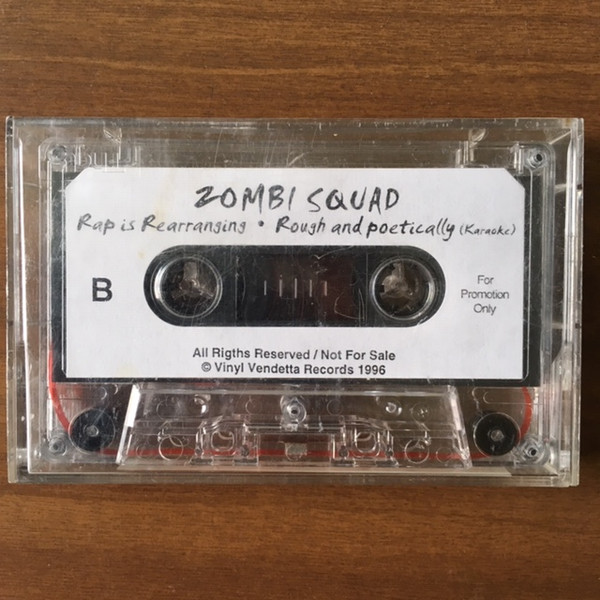 ZOMBI SQUAD
Rap is Rearranging • Rough and poetically (Karaoke)
B
For
Promotion
Only
All Rigths Reserved / Not For Sale
© Vinyl Vendetta Records 1996